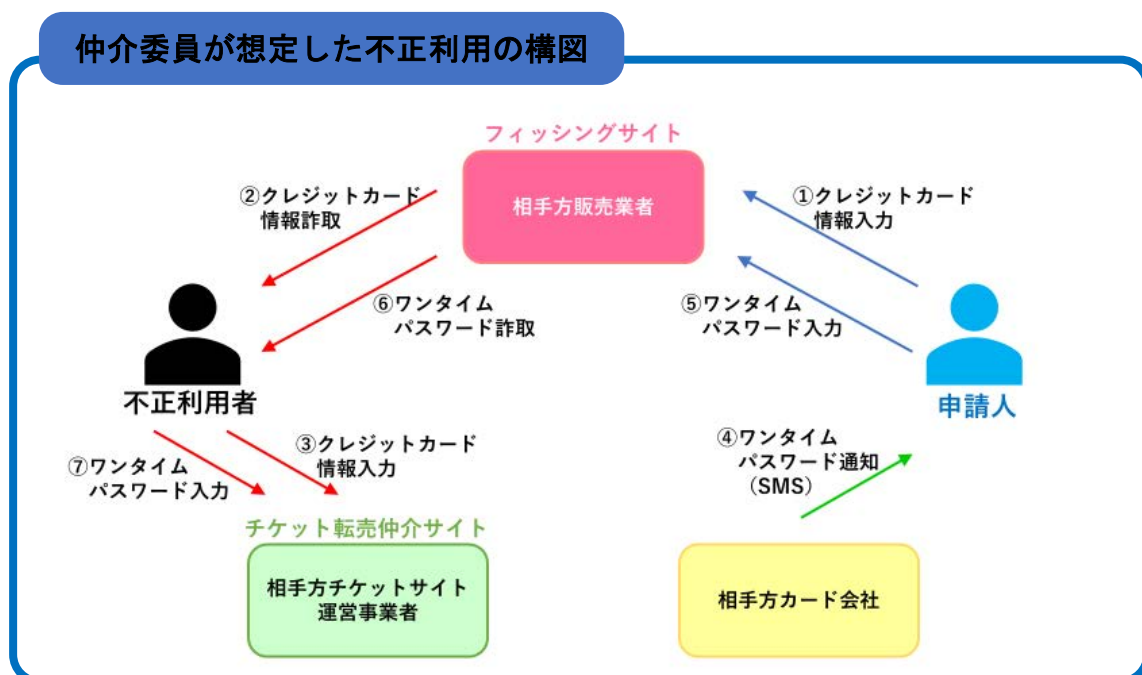 仲介委員が想定した不正利用の構図
フィッシングサイト
相手方販売業者
②クレジットカード
情報詐取
①クレジットカード
情報入力
⑥ワンタイム
パスワード詐取
⑤ワンタイム
パスワード入力
不正利用者
申請人
⑦ワンタイム
パスワード入力
③クレジットカード
情報入力
④ワンタイム
パスワード通知
（SMS）
チケット転売仲介サイト
相手方チケットサイト
運営事業者
相手方カード会社